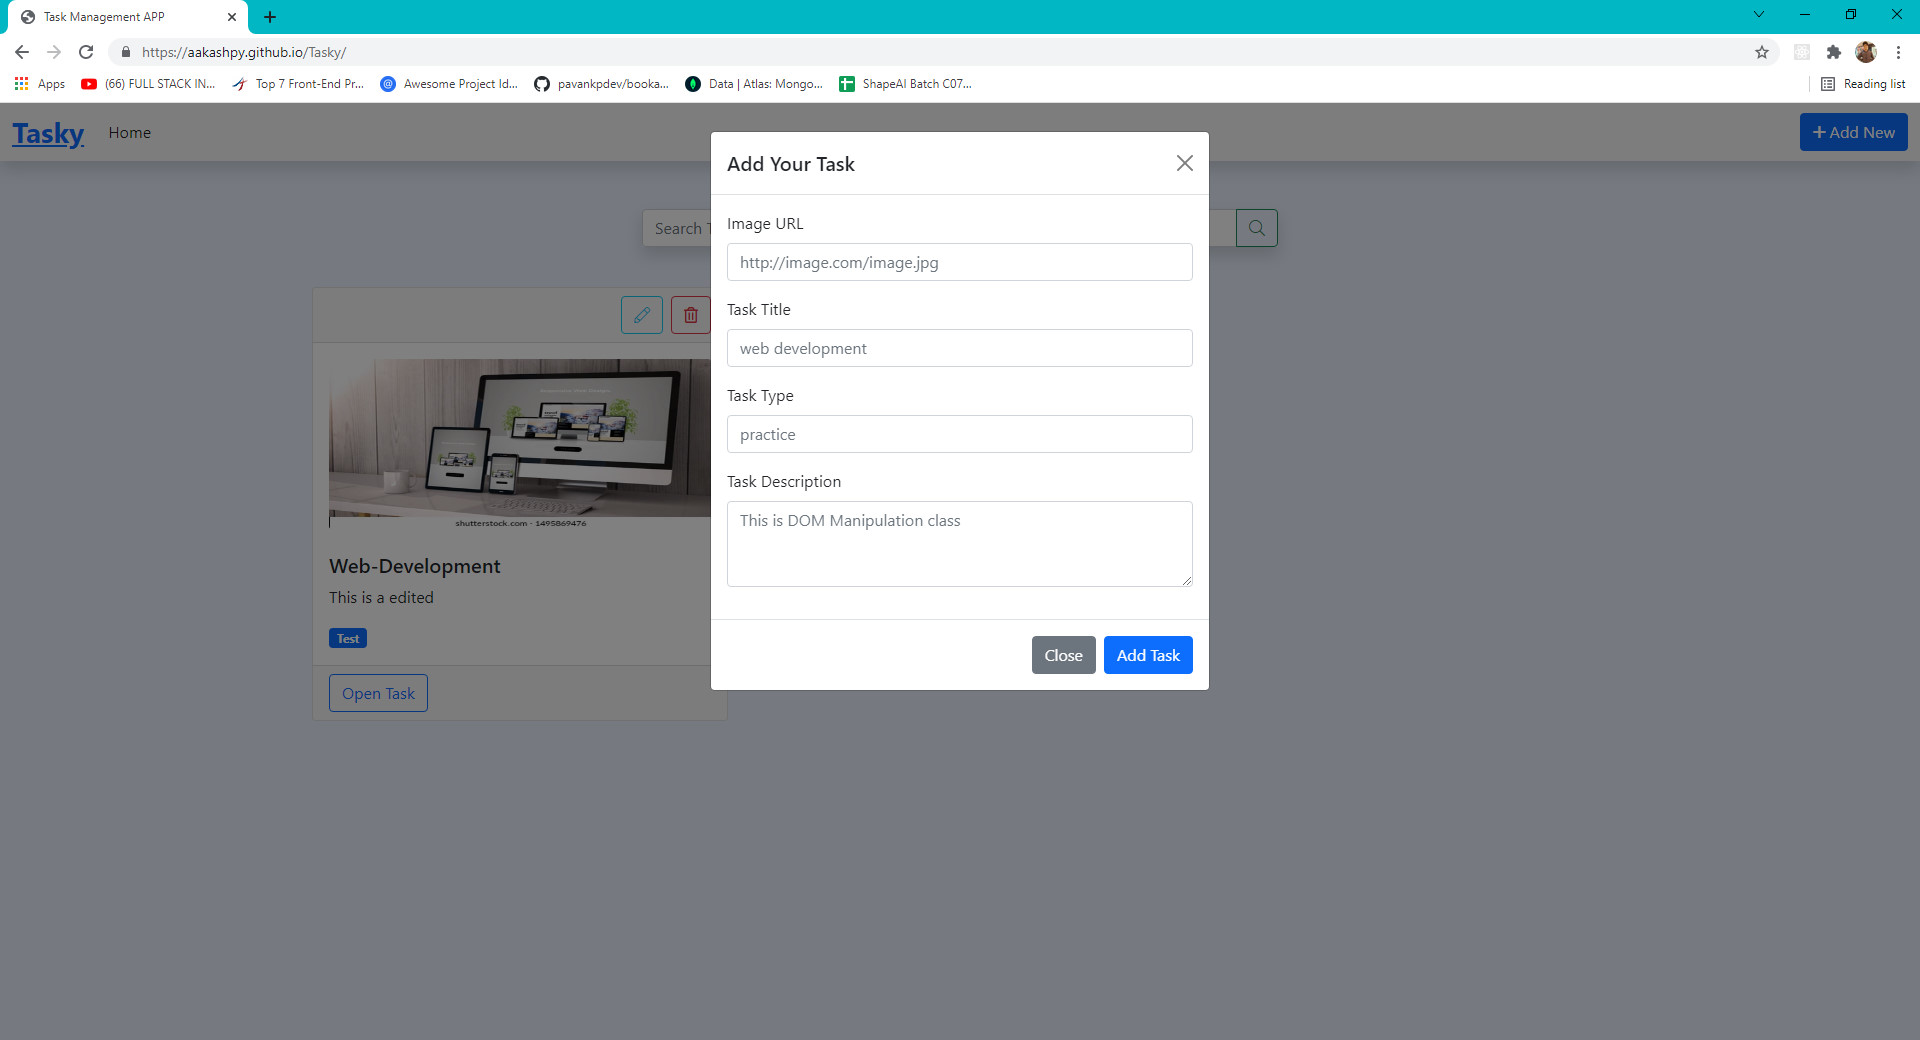 Task Management APP
https://aakashpy.github.io/Tasky/
Apps
(66) FULL STACK IN...
Top 7 Front-End Pr...
Awesome Project Id...
pavankpdev/booka...
Data | Atlas: Mongo...
ShapeAI Batch C07...
Reading list
Tasky
Home
+ Add New
Search T
Add Your Task
Image URL
http://image.com/image.jpg
Task Title
web development
Task Type
practice
Task Description
This is DOM Manipulation class
Close
Add Task
shutterstock.com · 1495869476
Web-Development
This is a edited
Test
Open Task